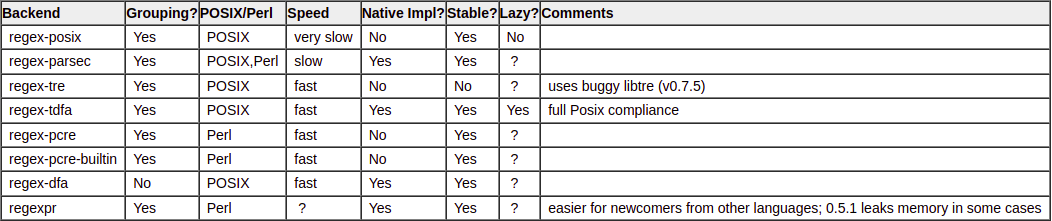 Backend Grouping? POSIX/Perl Speed Native Impl? Stable? Lazy? Comments
regex-posix Yes POSIX very slow No Yes No
regex-parsec Yes POSIX,Perl slow Yes Yes ?
regex-tre Yes POSIX fast No No ? uses buggy libtre (v0.7.5)
regex-tdfa Yes POSIX fast Yes Yes Yes full Posix compliance
regex-pcre Yes Perl fast No Yes ?
regex-pcre-builtin Yes Perl fast No Yes ?
regex-dfa No POSIX fast Yes Yes ?
regexpr Yes Perl ? Yes Yes ? easier for newcomers from other languages; 0.5.1 leaks memory in some cases